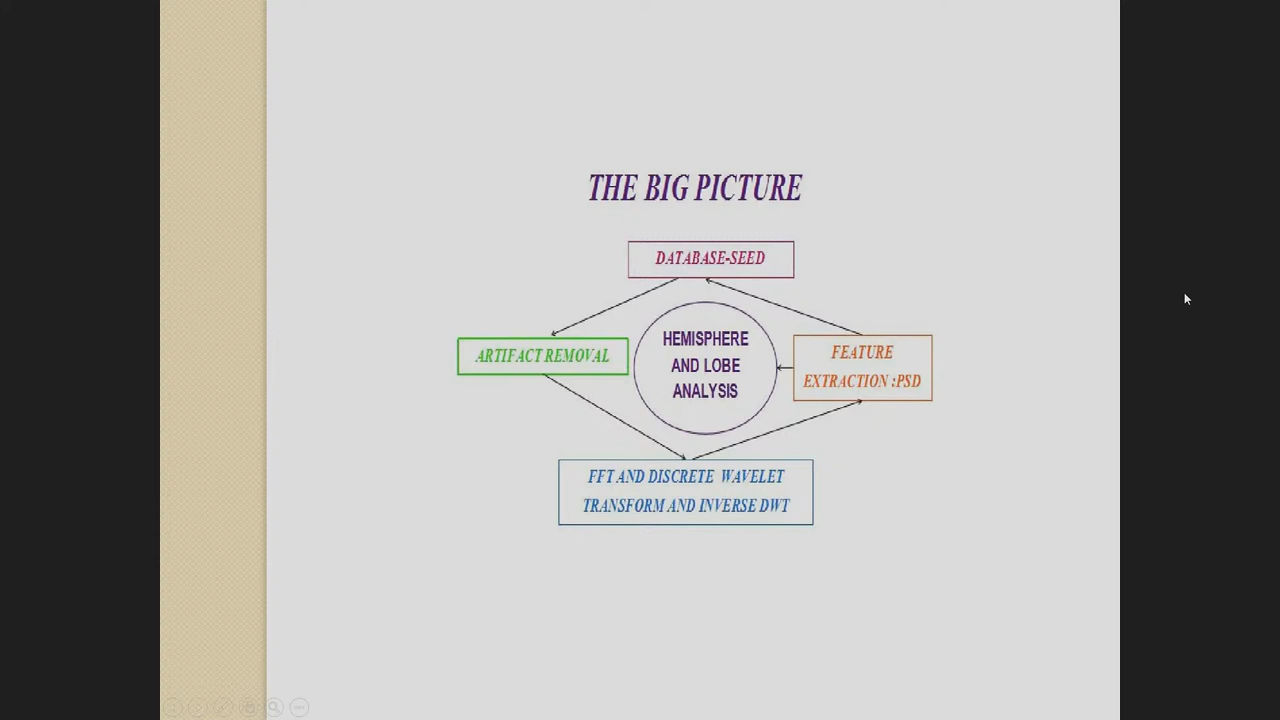 THE BIG PICTURE
DATABASE-SEED
ARTIFACT REMOVAL
HEMISPHERE
AND LOBE
ANALYSIS
FEATURE
EXTRACTION :PSD
FFT AND DISCRETE WAVELET
TRANSFORM AND INVERSE DWT